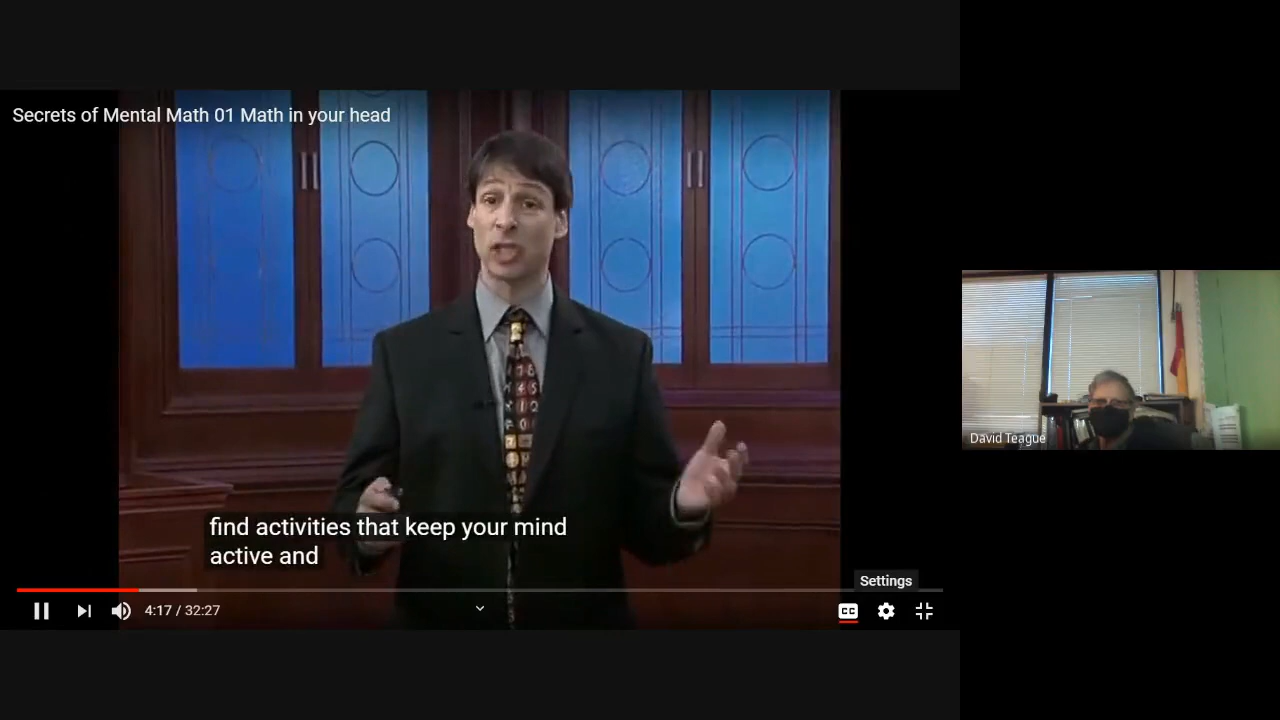 Secrets of Mental Math 01 Math in your head
find activities that keep your mind
active and
Settings
4:17 / 32:27
CC
David Teague